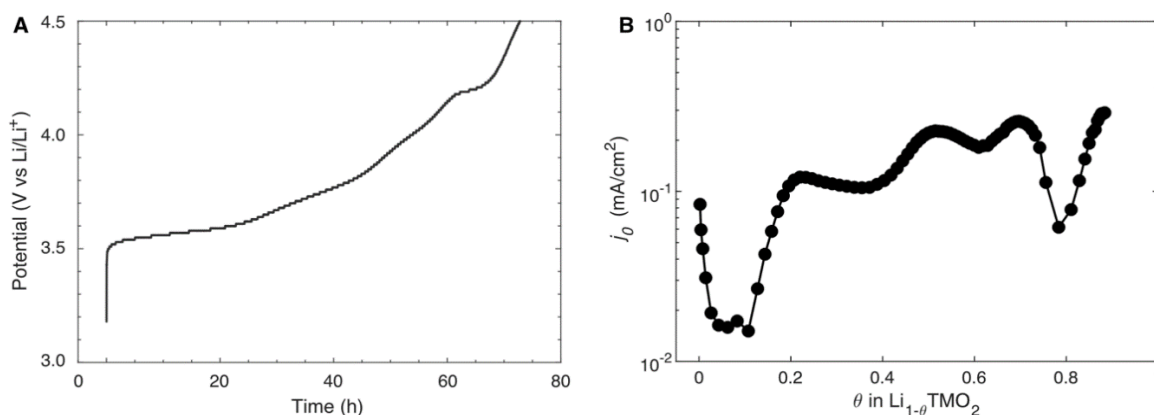 A
4.5
4.0
3.5
3.0
Potential (V vs Li/Li⁺)
0 20 40 60 80
Time (h)
B
10⁰
10⁻¹
10⁻²
j₀ (mA/cm²)
0 0.2 0.4 0.6 0.8
θ in Li₁₋θTMO₂